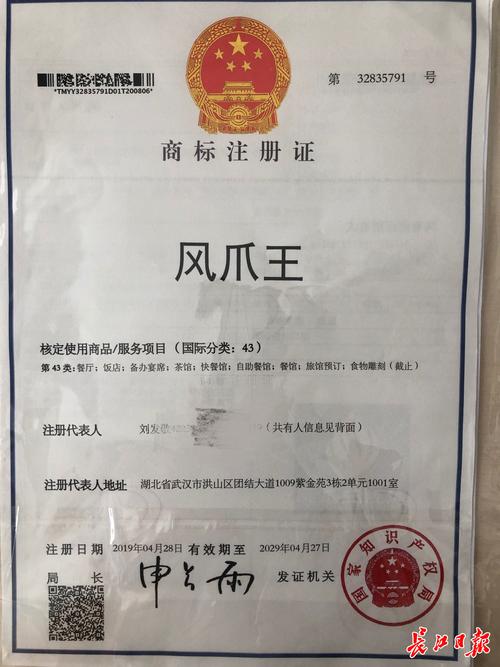 第 32835791 号
*TMYY32835791D01T200806*
商标注册证
风爪王
核定使用商品/服务项目（国际分类：43）
第 43 类：餐厅；饭店；备办宴席；茶馆；快餐馆；自助餐馆；餐馆；旅馆预订；食物雕刻（截止）
注册代表人 刘发敬 （共有人信息见背面）
注册代表人地址 湖北省武汉市洪山区团结大道1009紫金苑3栋2单元1001室
注册日期 2019年04月28日 有效期至 2029年04月27日
局长 申长雨 发证机关
国家知识产权局
长江日报